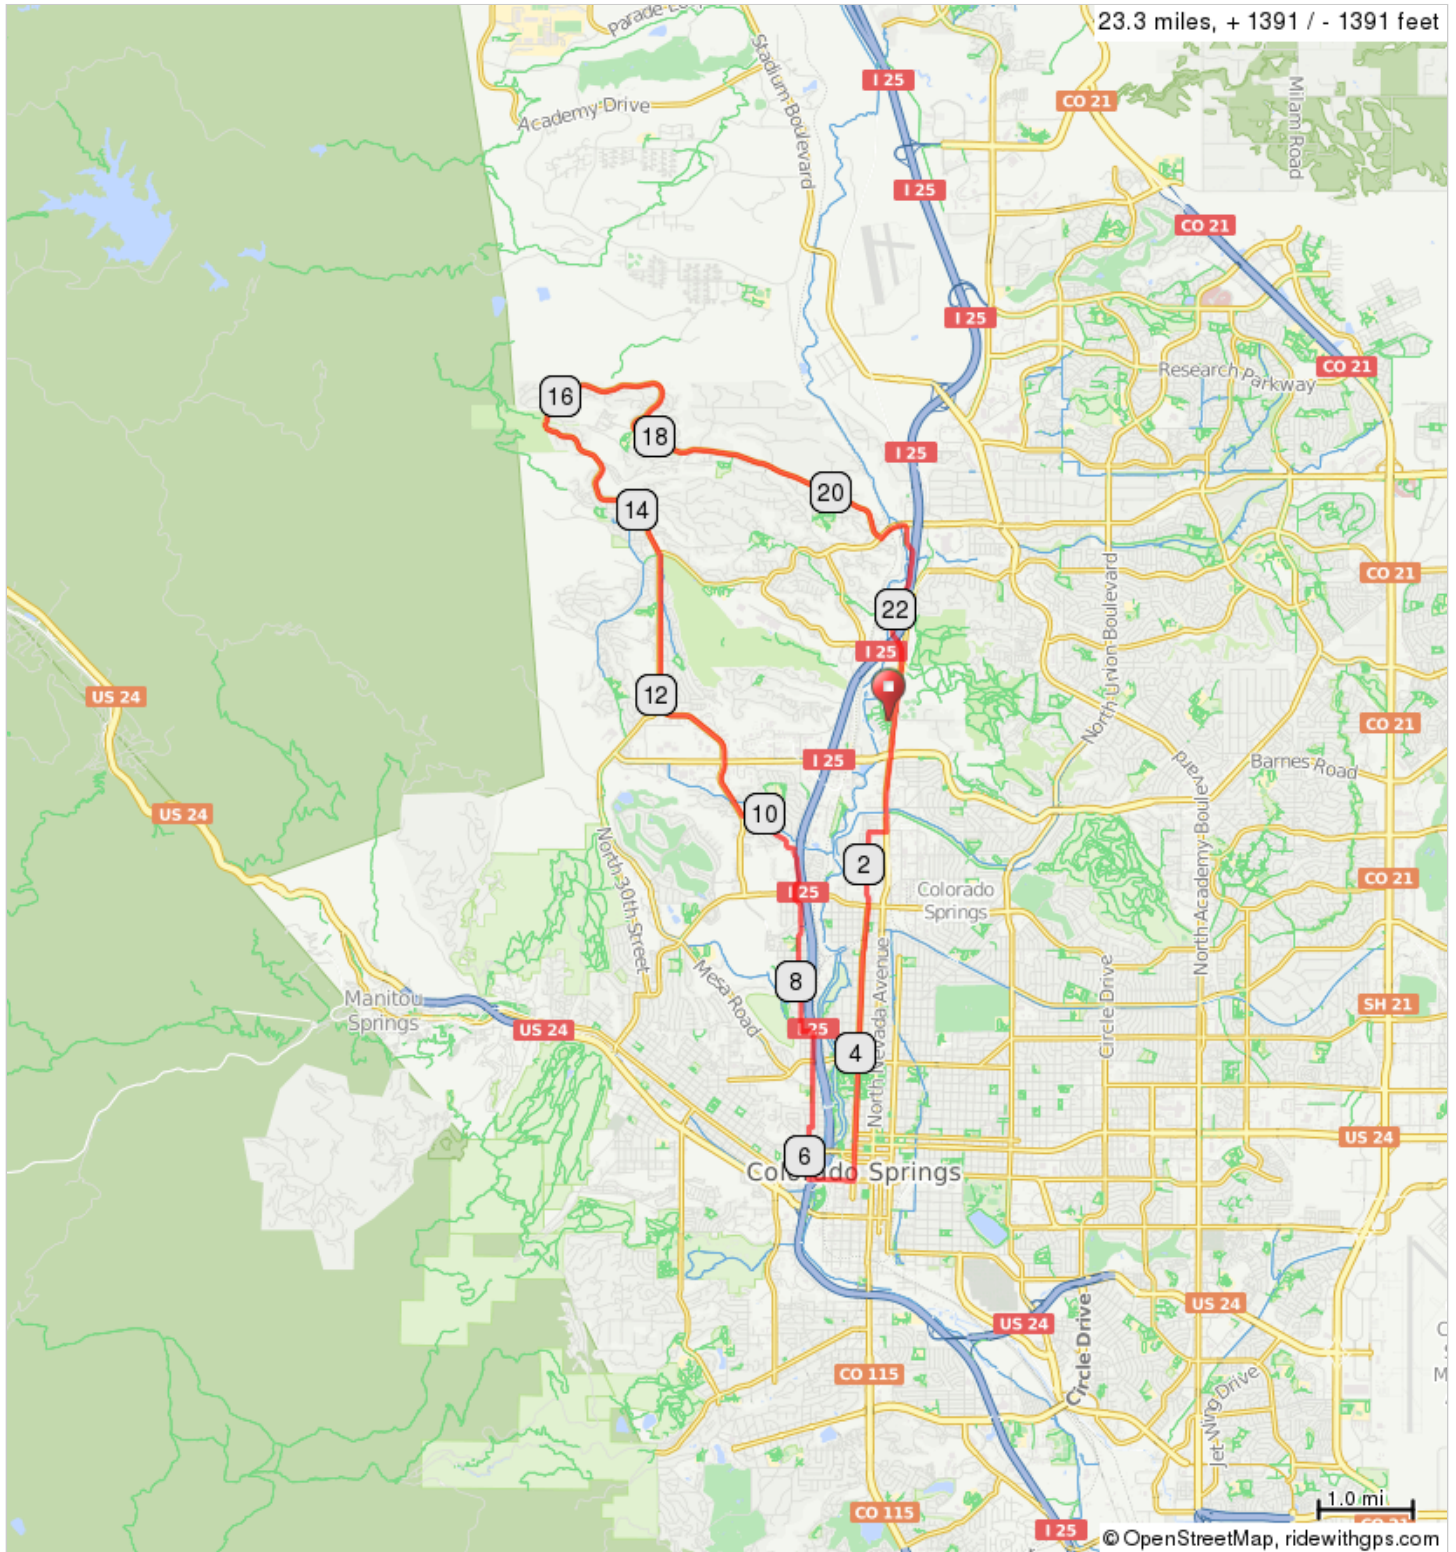 23.3 miles, + 1391 / - 1391 feet
Stadium Boulevard
I 25
CO 21
Milam Road
Academy Drive
I 25
CO 21
I 25
Research Parkway
CO 21
16
18
I 25
20
14
CO 21
22
I 25
North Union Boulevard
US 24
12
CO 21
I 25
Barnes Road
US 24
10
2
North Academy Boulevard
North 30th Street
I 25
Colorado
Springs
CO 21
8
Mesa Road
North Nevada Avenue
Circle Drive
Manitou
Springs
SH 21
US 24
4
US 24
6
Colorado Springs
US 24
US 24
Circle Drive
CO 115
Jet Wing Drive
CO 115
1.0 mi
I 25
© OpenStreetMap, ridewithgps.com